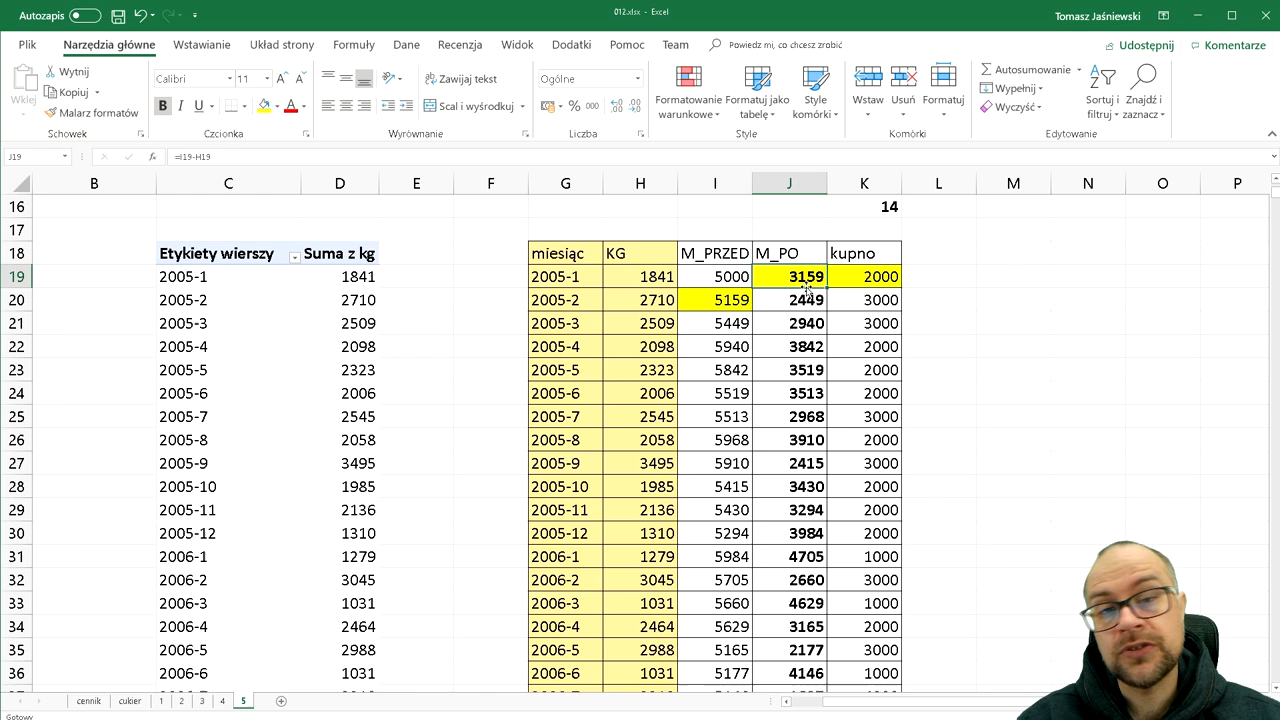 Autozapis
012.xlsx - Excel
Tomasz Jaśniewski
Plik Narzędzia główne Wstawianie Układ strony Formuły Dane Recenzja Widok Dodatki Pomoc Team Powiedz mi, co chcesz zrobić Udostępnij Komentarze
Wklej
Wytnij
Kopiuj
Malarz formatów
Schowek
Calibri 11
B I U
Czcionka
Zawijaj tekst
Scal i wyśrodkuj
Wyrównanie
Ogólne
% 000
Liczba
Formatowanie warunkowe
Formatuj jako tabelę
Style komórki
Style
Wstaw Usuń Formatuj
Komórki
Autosumowanie
Wypełnij
Wyczyść
Sortuj i filtruj
Znajdź i zaznacz
Edytowanie
J19 fx =I19-H19
B C D E F G H I J K L M N O P
16 14
17
18 Etykiety wierszy Suma z kg miesiąc KG M_PRZED M_PO kupno
19 2005-1 1841 2005-1 1841 5000 3159 2000
20 2005-2 2710 2005-2 2710 5159 2449 3000
21 2005-3 2509 2005-3 2509 5449 2940 3000
22 2005-4 2098 2005-4 2098 5940 3842 2000
23 2005-5 2323 2005-5 2323 5842 3519 2000
24 2005-6 2006 2005-6 2006 5519 3513 2000
25 2005-7 2545 2005-7 2545 5513 2968 3000
26 2005-8 2058 2005-8 2058 5968 3910 2000
27 2005-9 3495 2005-9 3495 5910 2415 3000
28 2005-10 1985 2005-10 1985 5415 3430 2000
29 2005-11 2136 2005-11 2136 5430 3294 2000
30 2005-12 1310 2005-12 1310 5294 3984 2000
31 2006-1 1279 2006-1 1279 5984 4705 1000
32 2006-2 3045 2006-2 3045 5705 2660 3000
33 2006-3 1031 2006-3 1031 5660 4629 1000
34 2006-4 2464 2006-4 2464 5629 3165 2000
35 2006-5 2988 2006-5 2988 5165 2177 3000
36 2006-6 1031 2006-6 1031 5177 4146 1000
cennik cukier 1 2 3 4 5
Gotowy